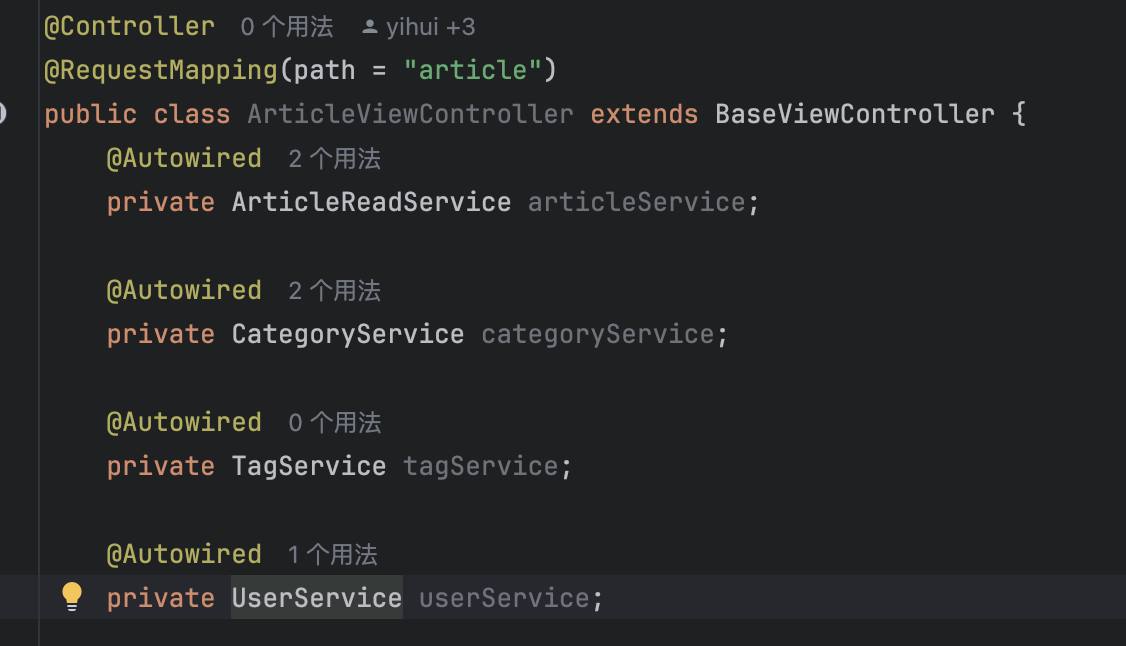 @Controller 0 个用法 yihui +3
@RequestMapping(path = "article")
public class ArticleViewController extends BaseViewController {
@Autowired 2 个用法
private ArticleReadService articleService;
@Autowired 2 个用法
private CategoryService categoryService;
@Autowired 0 个用法
private TagService tagService;
@Autowired 1 个用法
private UserService userService;